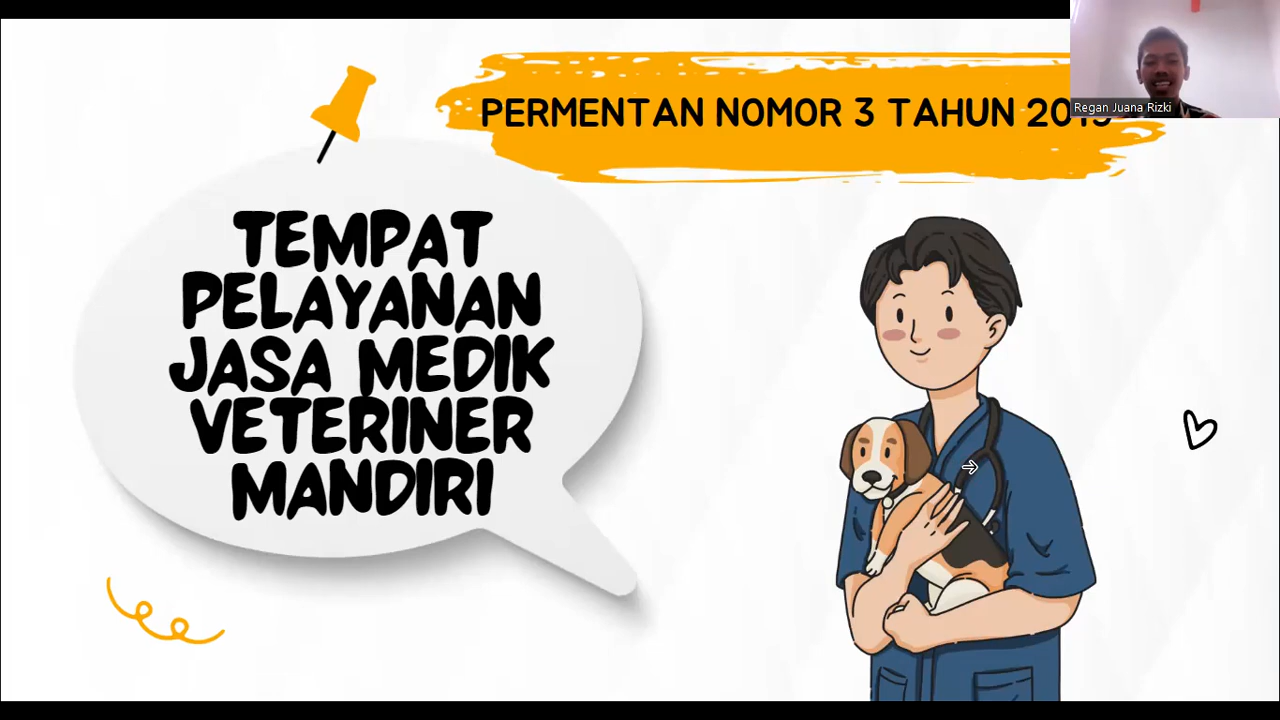 PERMENTAN NOMOR 3 TAHUN
Regan Juana Rizki
TEMPAT
PELAYANAN
JASA MEDIK
VETERINER
MANDIRI